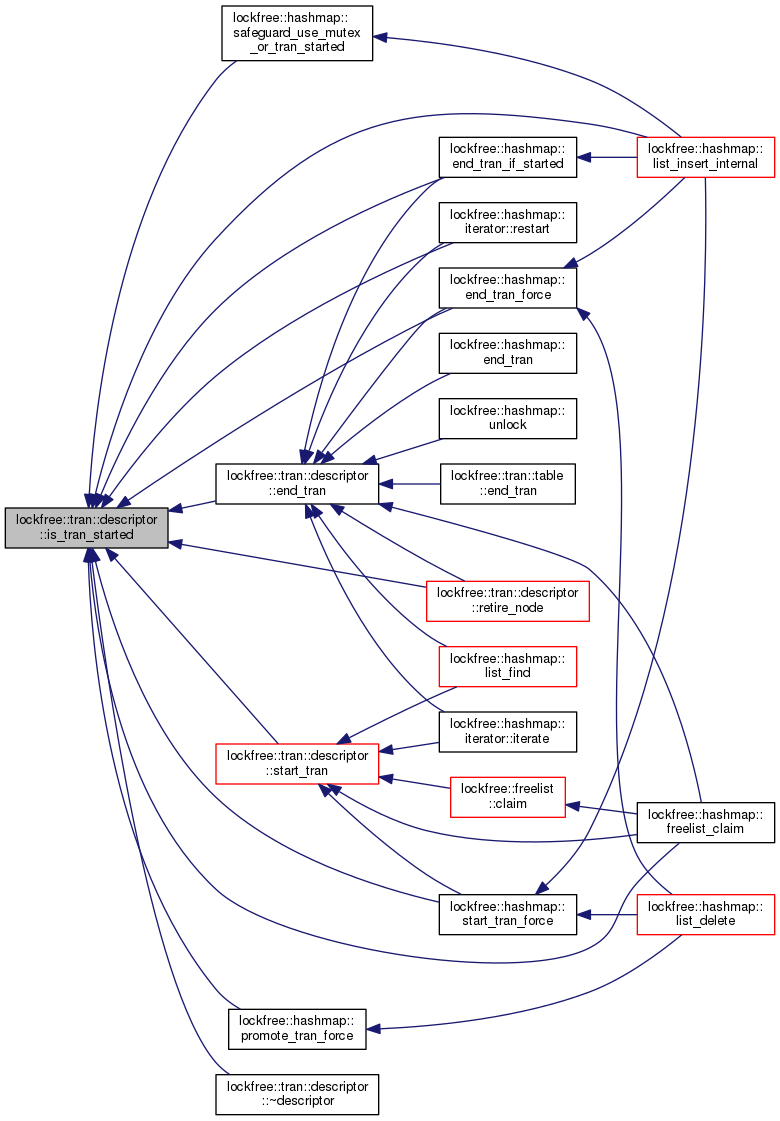 lockfree::hashmap::
safeguard_use_mutex
_or_tran_started
lockfree::hashmap::
end_tran_if_started
lockfree::hashmap::
list_insert_internal
lockfree::hashmap::
iterator::restart
lockfree::hashmap::
end_tran_force
lockfree::hashmap::
end_tran
lockfree::hashmap::
unlock
lockfree::tran::descriptor
::end_tran
lockfree::tran::table
::end_tran
lockfree::tran::descriptor
::is_tran_started
lockfree::tran::descriptor
::retire_node
lockfree::hashmap::
list_find
lockfree::hashmap::
iterator::iterate
lockfree::tran::descriptor
::start_tran
lockfree::freelist
::claim
lockfree::hashmap::
freelist_claim
lockfree::hashmap::
start_tran_force
lockfree::hashmap::
list_delete
lockfree::hashmap::
promote_tran_force
lockfree::tran::descriptor
::~descriptor